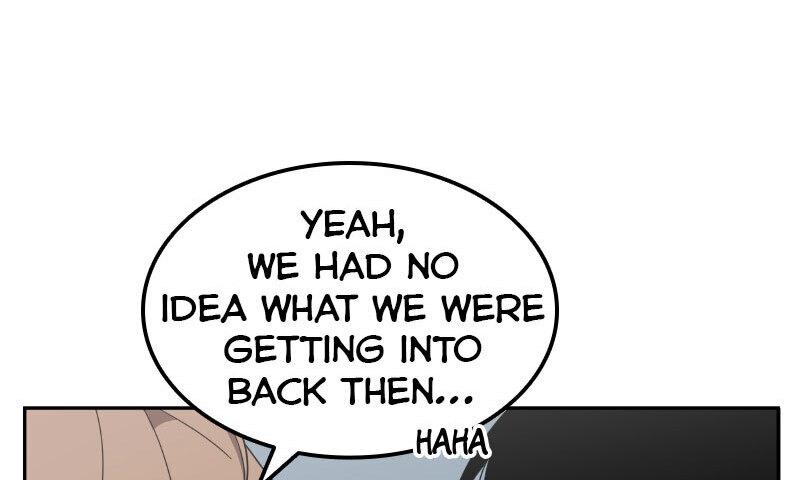 YEAH,
WE HAD NO
IDEA WHAT WE WERE
GETTING INTO
BACK THEN...
HAHA